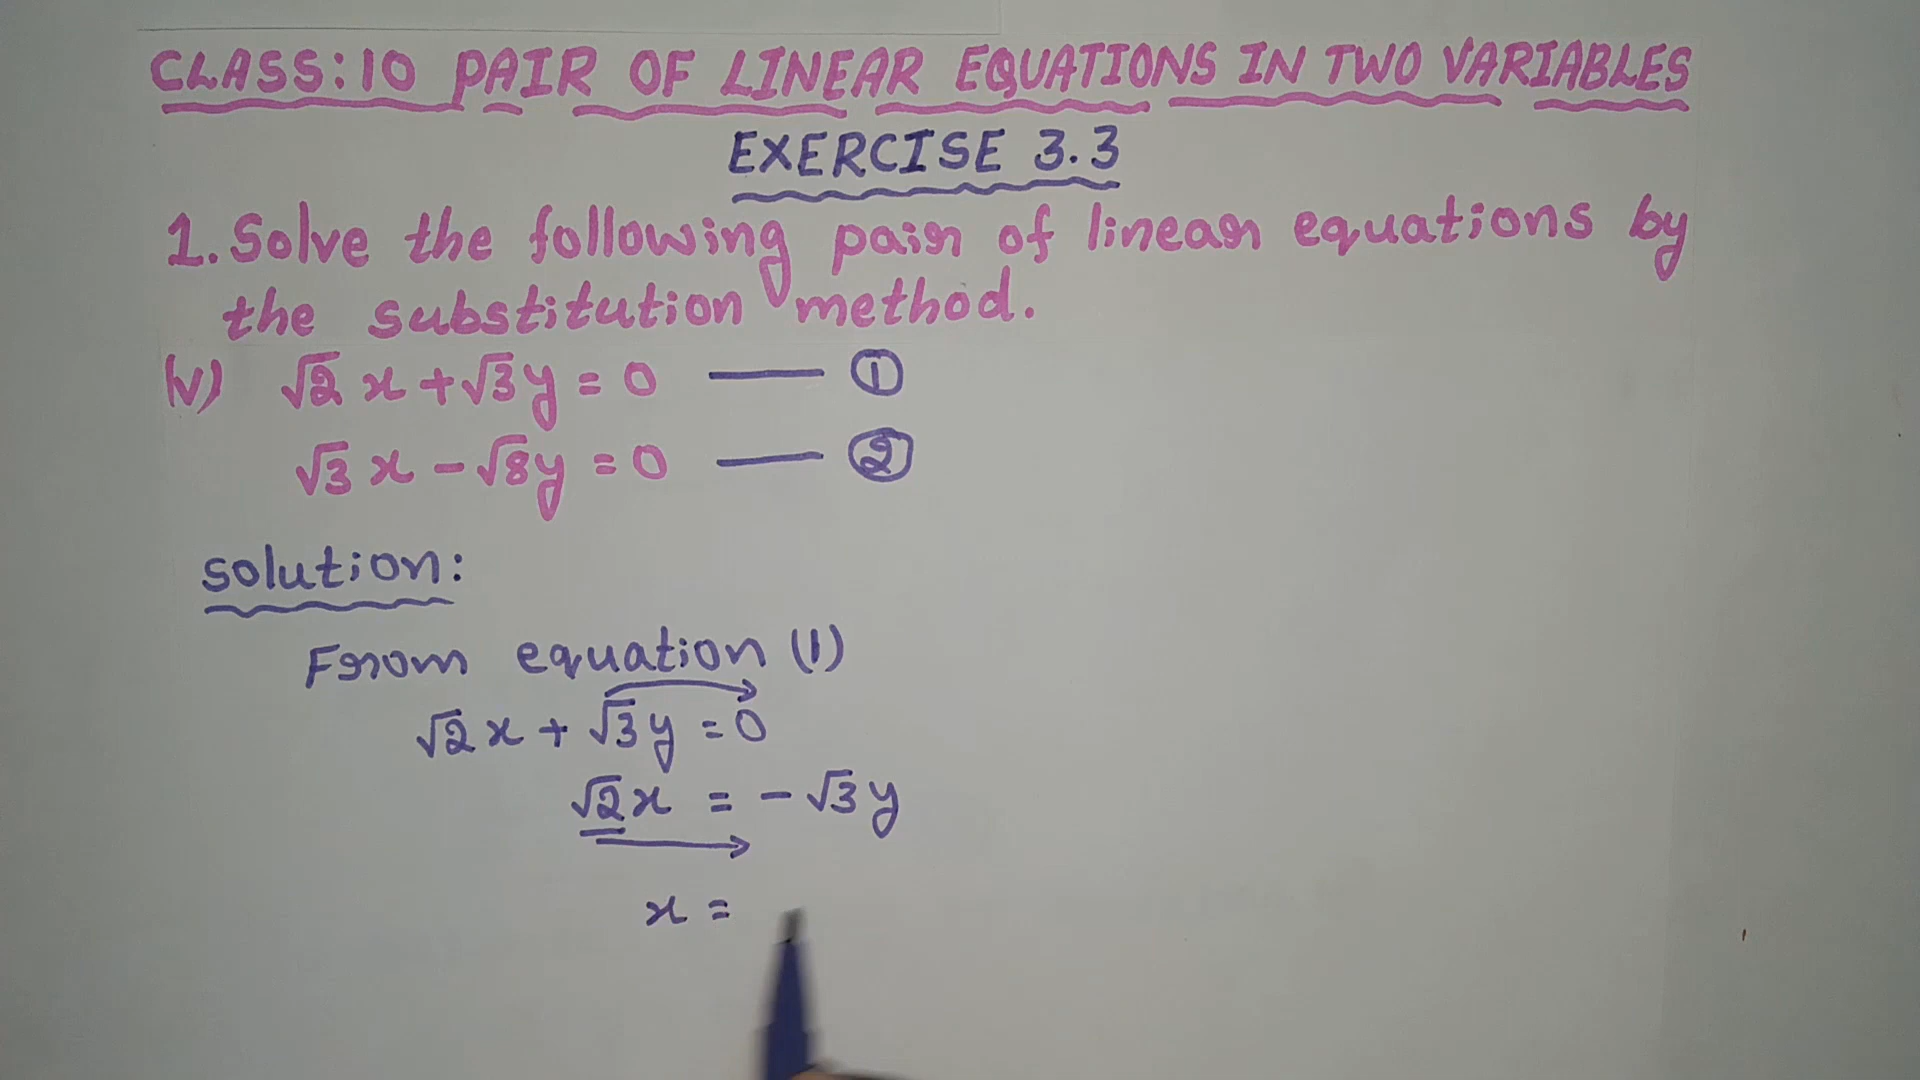 CLASS:10 PAIR OF LINEAR EQUATIONS IN TWO VARIABLES
EXERCISE 3.3
1. Solve the following pair of linear equations by
the substitution method.
(v) √2 x + √3 y = 0 —— ①
√3 x - √8 y = 0 —— ②
Solution:
From equation (1)
√2 x + √3 y = 0
√2 x = - √3 y
x =